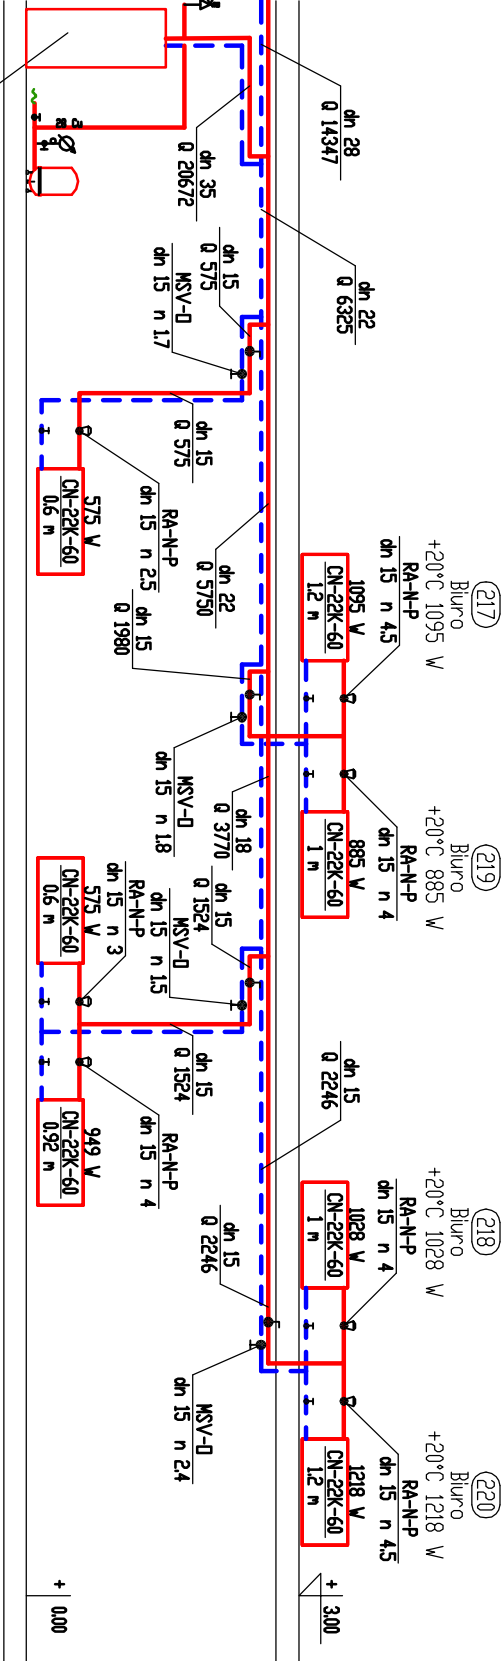 217
Biuro
+20°C 1095 W
RA-N-P
dn 15 n 4.5
1095 W
CN-22K-60
1.2 m
219
Biuro
+20°C 885 W
RA-N-P
dn 15 n 4
885 W
CN-22K-60
1 m
218
Biuro
+20°C 1028 W
RA-N-P
dn 15 n 4
1028 W
CN-22K-60
1 m
220
Biuro
+20°C 1218 W
RA-N-P
dn 15 n 4.5
1218 W
CN-22K-60
1.2 m
+ 3.00
dn 28
Q 14347
dn 22
Q 6325
dn 15
Q 2246
dn 35
Q 20672
dn 15
Q 575
MSV-D
dn 15 n 1.7
dn 15
Q 575
dn 22
Q 5750
dn 15
Q 1980
MSV-D
dn 15 n 1.8
dn 18
Q 3770
dn 15
Q 1524
MSV-D
dn 15 n 1.5
dn 15
Q 1524
dn 15
Q 2246
MSV-D
dn 15 n 2.4
RA-N-P
dn 15 n 2.5
575 W
CN-22K-60
0.6 m
RA-N-P
dn 15 n 3
575 W
CN-22K-60
0.6 m
RA-N-P
dn 15 n 4
949 W
CN-22K-60
0.92 m
+ 0.00